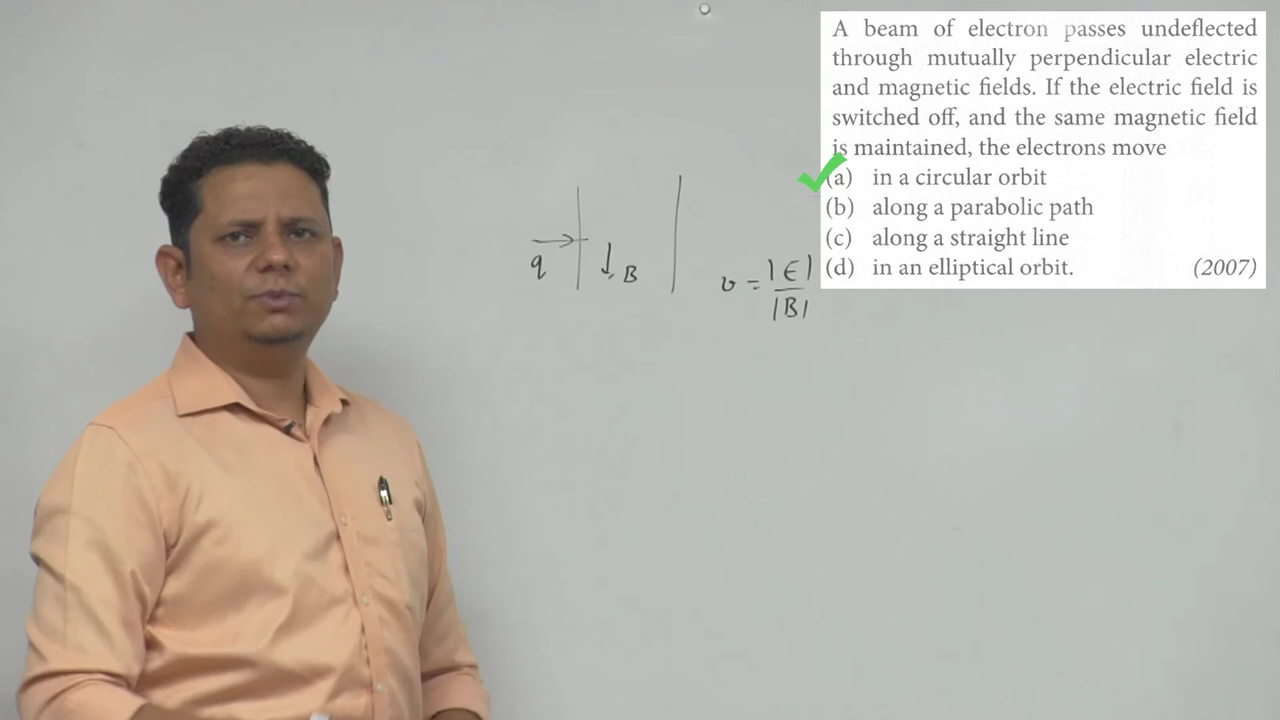 A beam of electron passes undeflected
through mutually perpendicular electric
and magnetic fields. If the electric field is
switched off, and the same magnetic field
is maintained, the electrons move
(a) in a circular orbit
(b) along a parabolic path
(c) along a straight line
(d) in an elliptical orbit. (2007)
q
↓ B
v = |E|
|B|